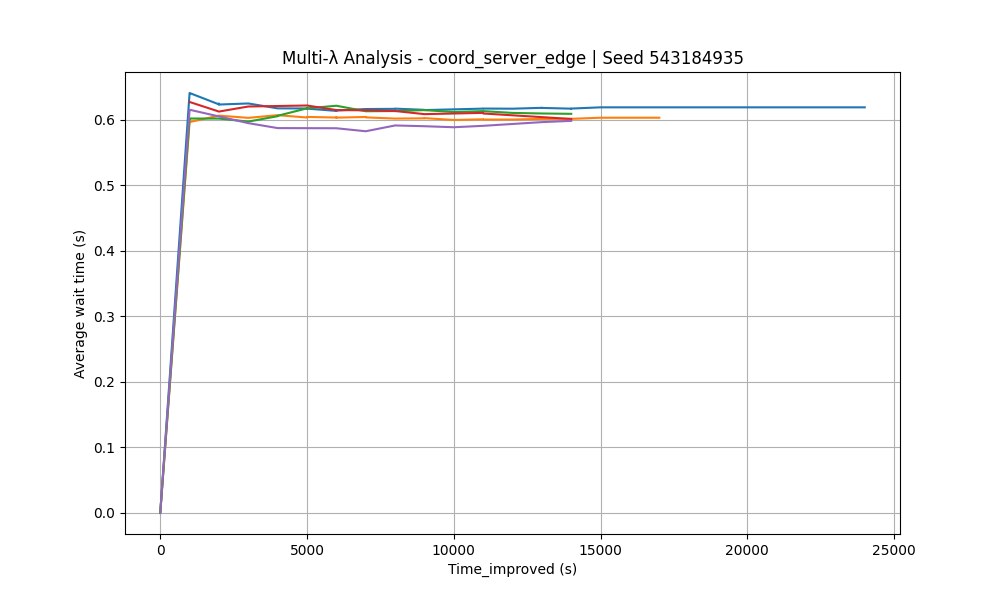 Multi-λ Analysis - coord_server_edge | Seed 543184935
Average wait time (s)
0.6
0.5
0.4
0.3
0.2
0.1
0.0
0 5000 10000 15000 20000 25000
Time_improved (s)